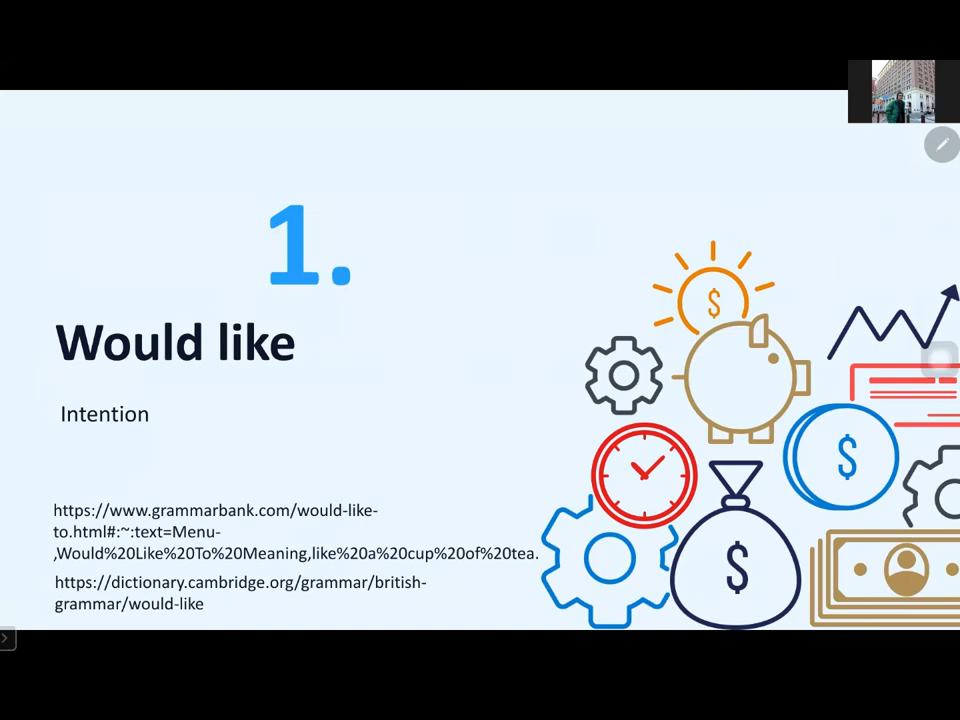 1.
Would like
Intention
https://www.grammarbank.com/would-like-
to.html#:~:text=Menu-
,Would%20Like%20To%20Meaning,like%20a%20cup%20of%20tea.
https://dictionary.cambridge.org/grammar/british-
grammar/would-like
$
$
$